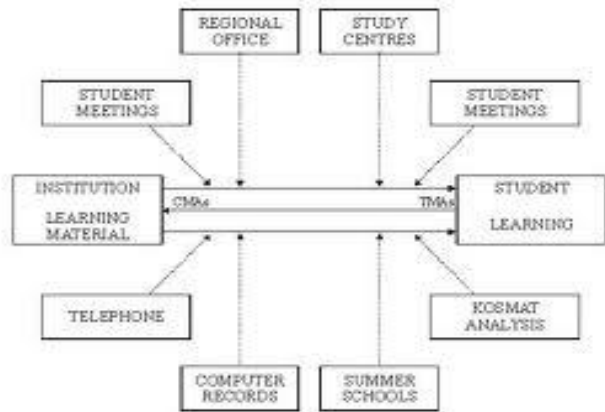 REGIONAL
OFFICE
STUDY
CENTRES
STUDENT
MEETINGS
STUDENT
MEETINGS
INSTITUTION
LEARNING
MATERIAL
CMAs
TMAs
STUDENT
LEARNING
TELEPHONE
KOSMAT
ANALYSIS
COMPUTER
RECORDS
SUMMER
SCHOOLS